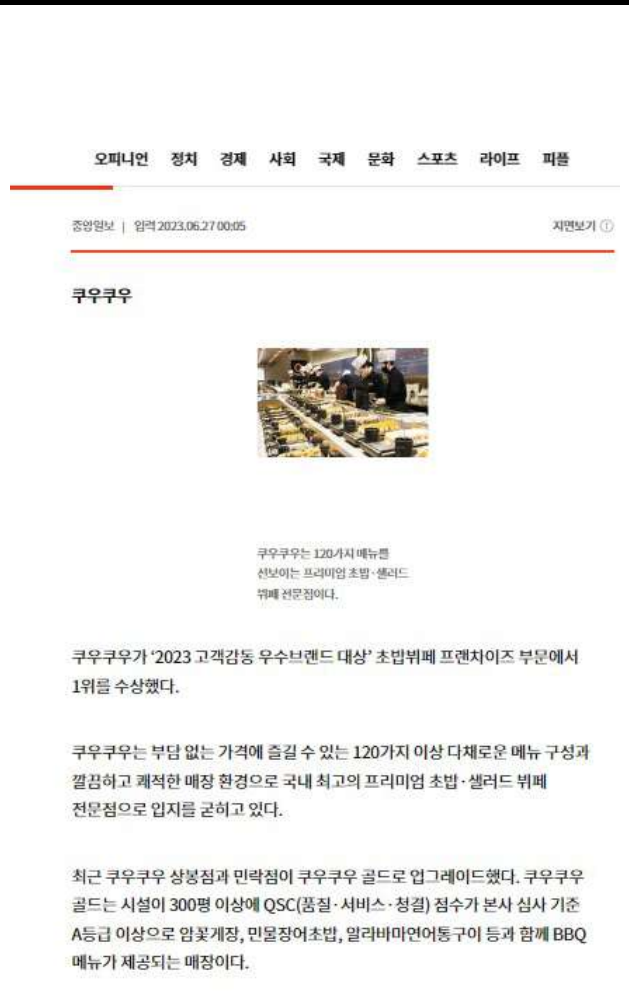 오피니언 정치 경제 사회 국제 문화 스포츠 라이프 피플
중앙일보 | 입력 2023.06.27 00:05 지면보기 ⓘ
쿠우쿠우
쿠우쿠우는 120가지 메뉴를
선보이는 프리미엄 초밥·샐러드
뷔페 전문점이다.
쿠우쿠우가 ‘2023 고객감동 우수브랜드 대상’ 초밥뷔페 프랜차이즈 부문에서
1위를 수상했다.
쿠우쿠우는 부담 없는 가격에 즐길 수 있는 120가지 이상 다채로운 메뉴 구성과
깔끔하고 쾌적한 매장 환경으로 국내 최고의 프리미엄 초밥·샐러드 뷔페
전문점으로 입지를 굳히고 있다.
최근 쿠우쿠우 상봉점과 민락점이 쿠우쿠우 골드로 업그레이드했다. 쿠우쿠우
골드는 시설이 300평 이상에 QSC(품질·서비스·청결) 점수가 본사 심사 기준
A등급 이상으로 암꽃게장, 민물장어초밥, 알라바마연어통구이 등과 함께 BBQ
메뉴가 제공되는 매장이다.